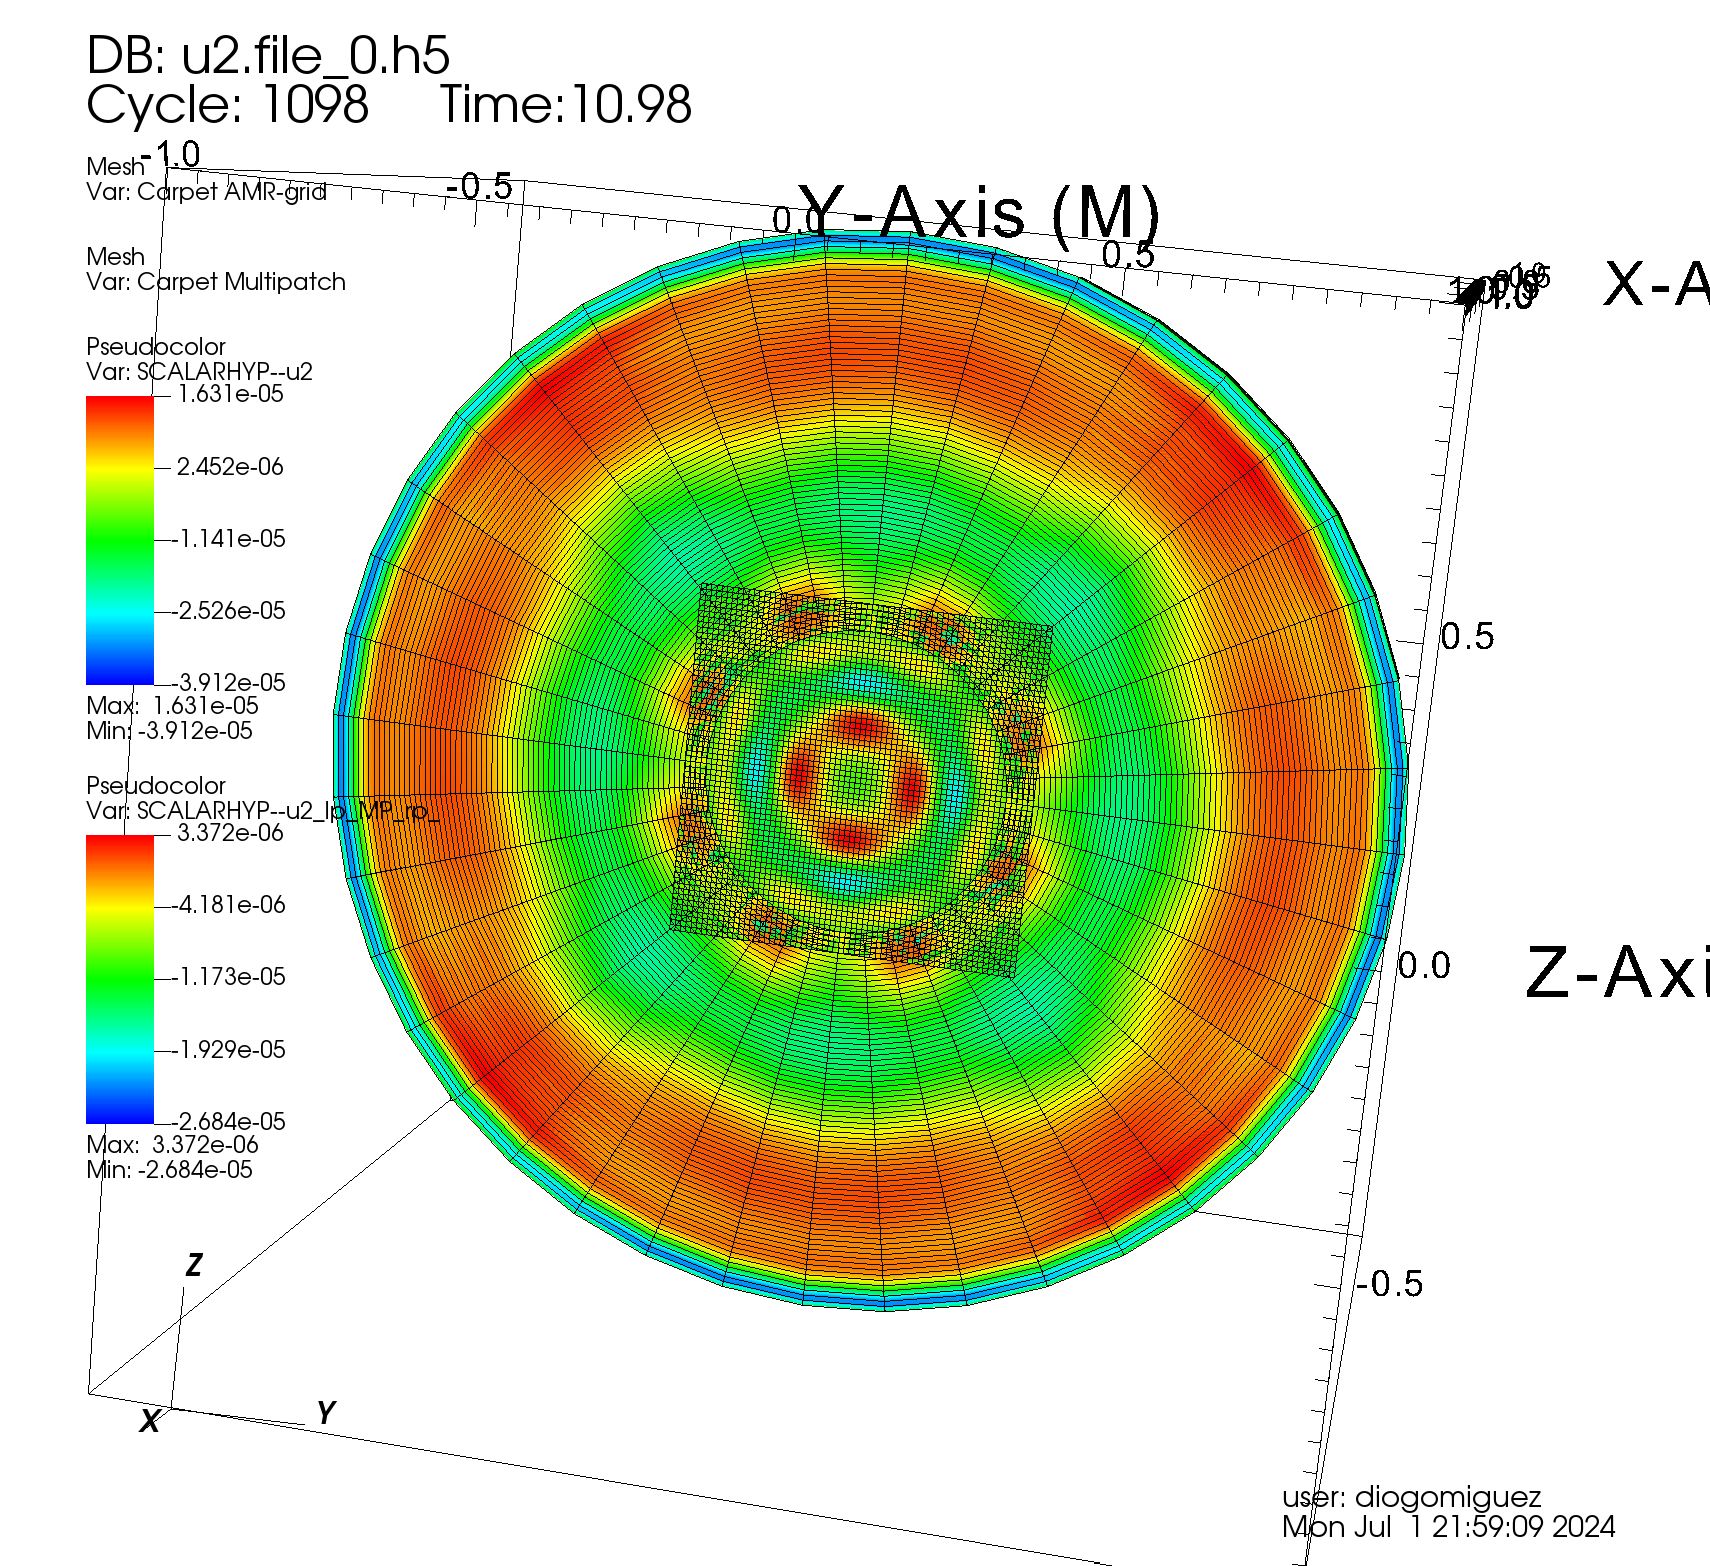 DB: u2.file_0.h5
Cycle: 1098 Time:10.98
Mesh
Var: Carpet AMR-grid
Mesh
Var: Carpet Multipatch
Pseudocolor
Var: SCALARHYP--u2
1.631e-05
2.452e-06
-1.141e-05
-2.526e-05
-3.912e-05
Max: 1.631e-05
Min: -3.912e-05
Pseudocolor
Var: SCALARHYP--u2_lp_MP_rp_
3.372e-06
-4.181e-06
-1.173e-05
-1.929e-05
-2.684e-05
Max: 3.372e-06
Min: -2.684e-05
-1.0
-0.5
0.0
Y-Axis (M)
0.5
X-A
0.5
0.0
Z-Axi
-0.5
Z
Y
X
user: diogomiguez
Mon Jul 1 21:59:09 2024